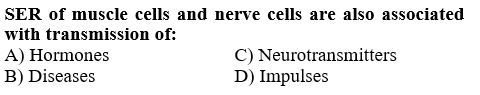 SER of muscle cells and nerve cells are also associated
with transmission of:
A) Hormones C) Neurotransmitters
B) Diseases D) Impulses